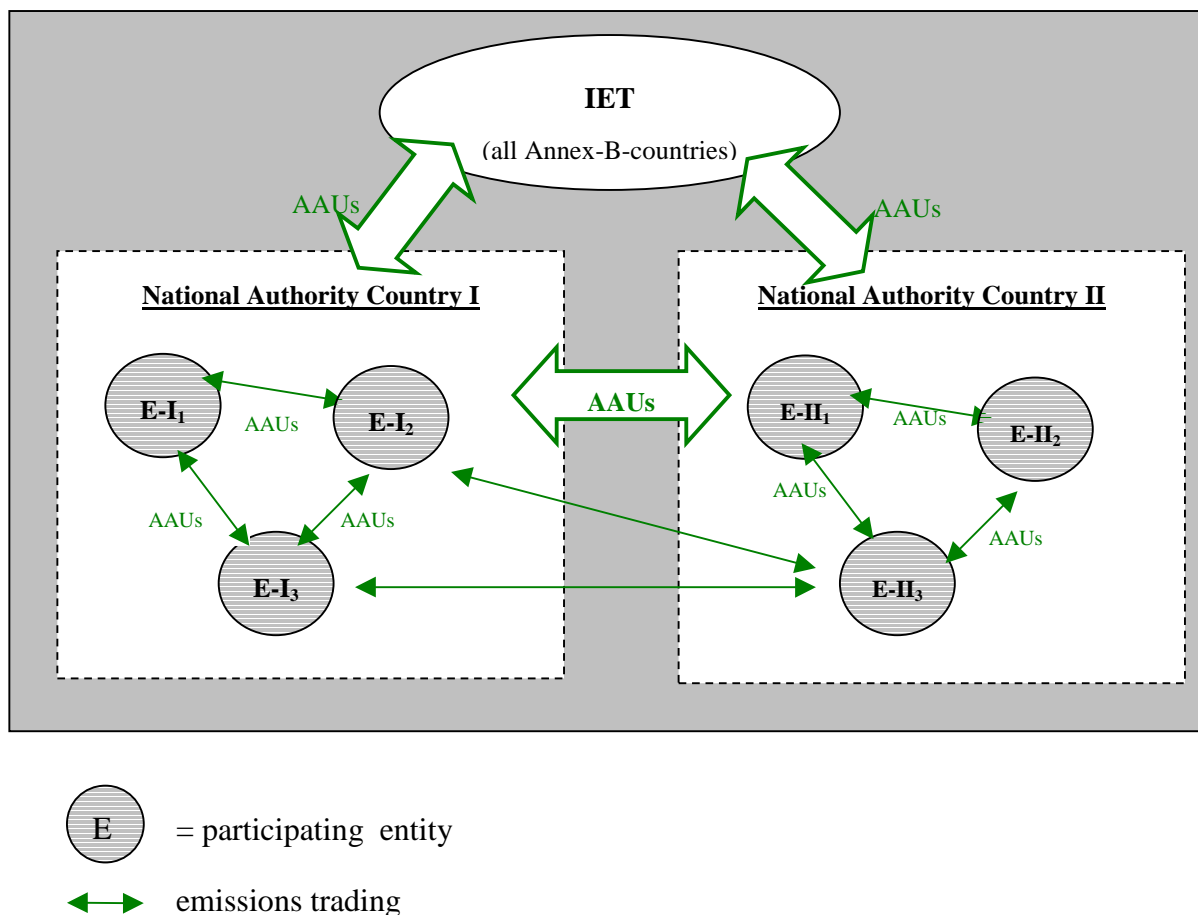 IET
(all Annex-B-countries)
AAUs
AAUs
National Authority Country I
National Authority Country II
E-I₁
AAUs
E-I₂
AAUs
AAUs
E-I₃
AAUs
E-II₁
AAUs
E-II₂
AAUs
AAUs
E-II₃
E
= participating entity
emissions trading